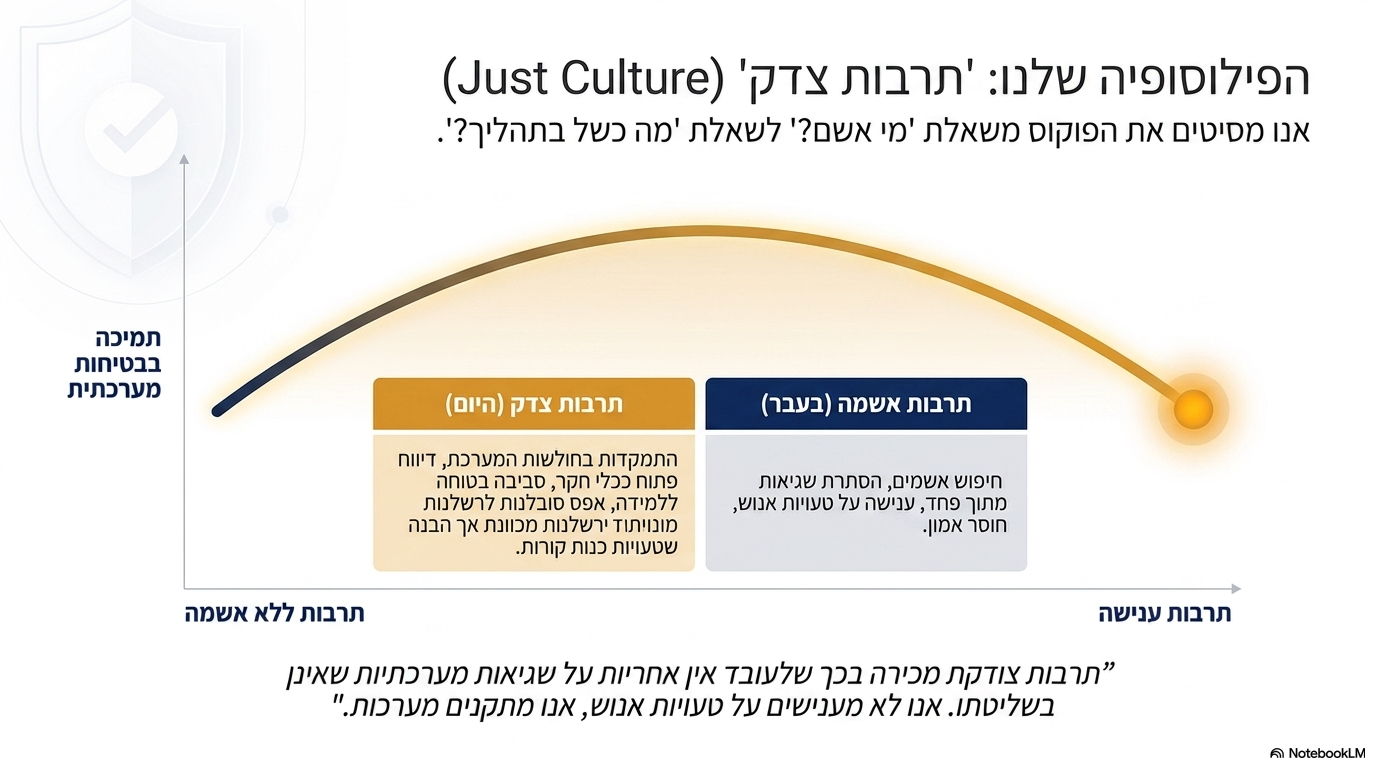 הפילוסופיה שלנו: 'תרבות צדק' (Just Culture)
אנו מסיטים את הפוקוס משאלת 'מי אשם?' לשאלת 'מה כשל בתהליך?'.
תמיכה
בבטיחות
מערכתית
תרבות אשמה (בעבר)
חיפוש אשמים, הסתרת שגיאות
מתוך פחד, ענישה על טעויות אנוש,
חוסר אמון.
תרבות צדק (היום)
התמקדות בחולשות המערכת, דיווח
פתוח ככלי חקר, סביבה בטוחה
ללמידה, אפס סובלנות לרשלנות
ירשלנות מכוונת אך הבנה
שטעויות כנות קורות.
תרבות ענישה
תרבות ללא אשמה
”תרבות צודקת מכירה בכך שלעובד אין אחריות על שגיאות מערכתיות שאינן
בשליטתו. אנו לא מענישים על טעויות אנוש, אנו מתקנים מערכות."
NotebookLM